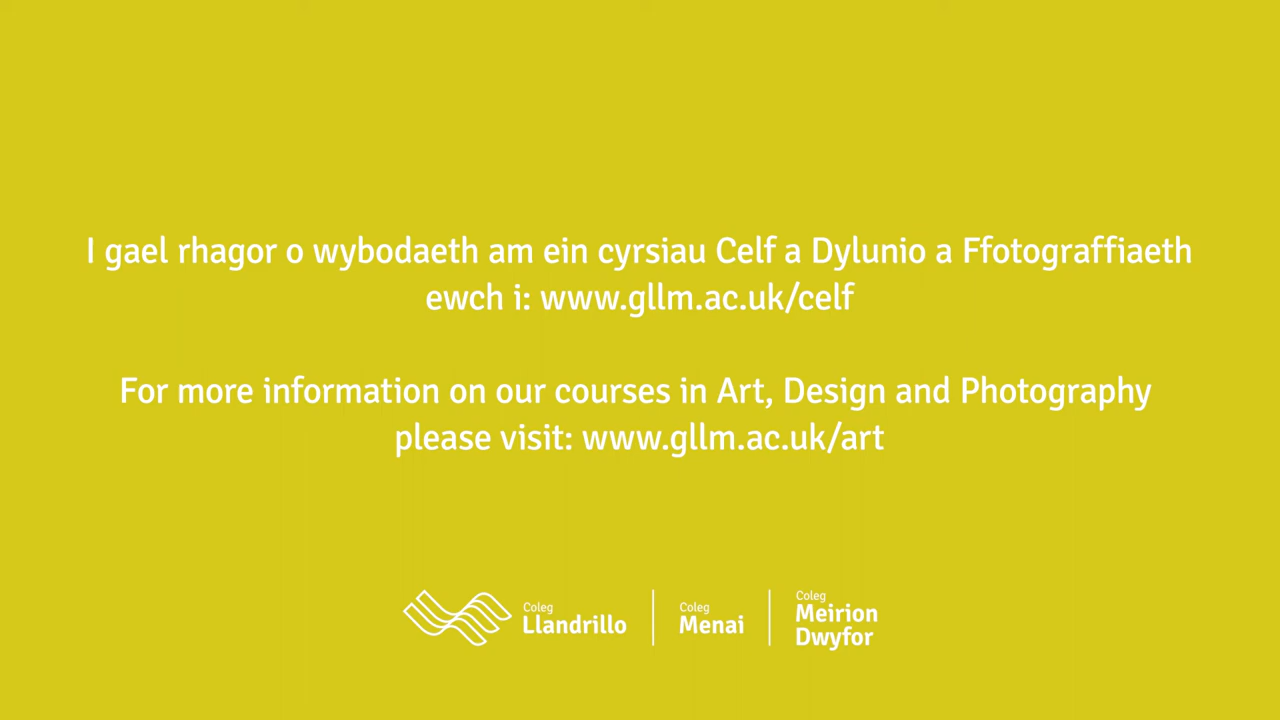 I gael rhagor o wybodaeth am ein cyrsiau Celf a Dylunio a Ffotograffiaeth
ewch i: www.gllm.ac.uk/celf
For more information on our courses in Art, Design and Photography
please visit: www.gllm.ac.uk/art
Coleg
Llandrillo
Coleg
Menai
Coleg
Meirion
Dwyfor